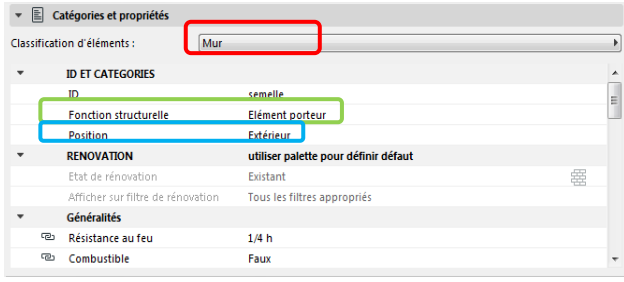 Catégories et propriétés
Classification d'éléments : Mur
ID ET CATEGORIES
ID semelle
Fonction structurelle Elément porteur
Position Extérieur
RENOVATION utiliser palette pour définir défaut
Etat de rénovation Existant
Afficher sur filtre de rénovation Tous les filtres appropriés
Généralités
Résistance au feu 1/4 h
Combustible Faux